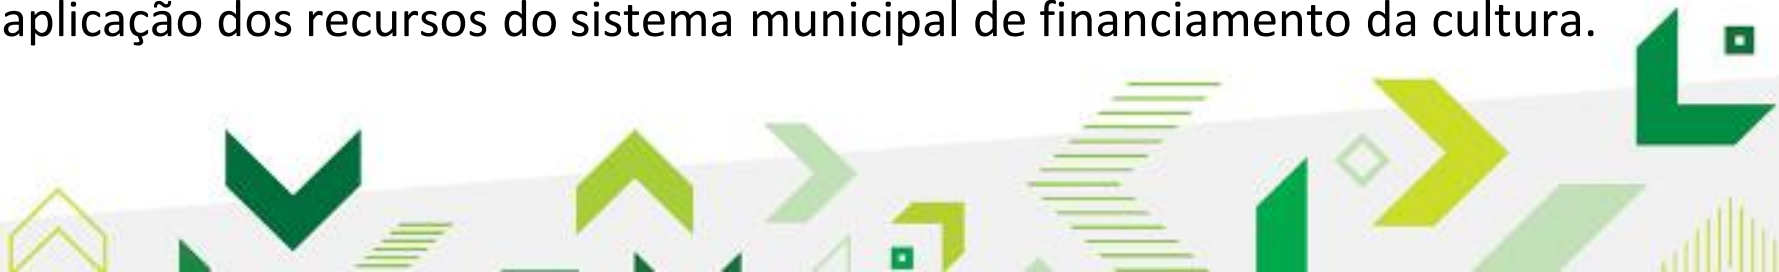 aplicação dos recursos do sistema municipal de financiamento da cultura.